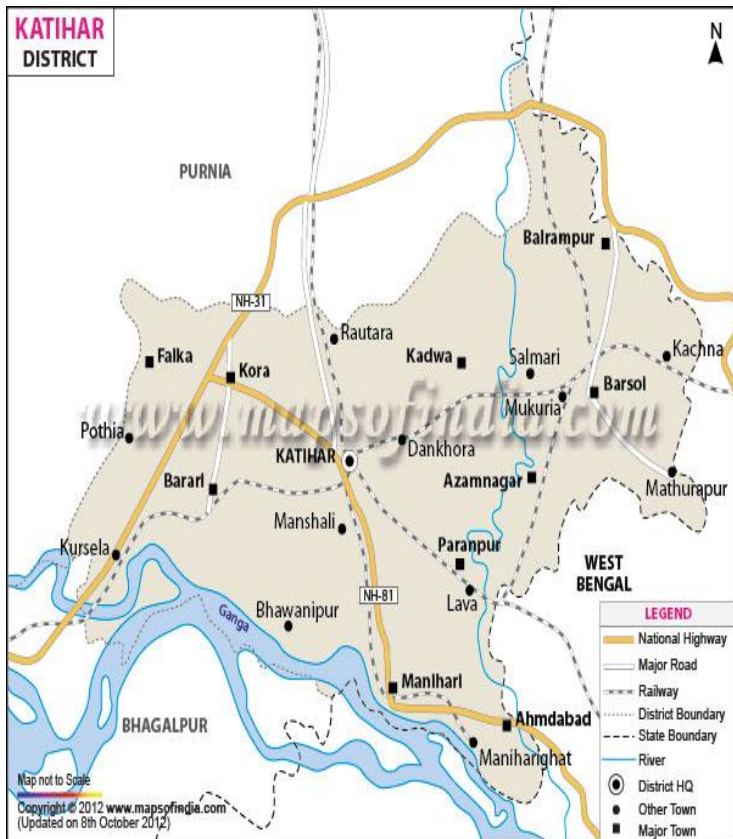 KATIHAR
DISTRICT
N
PURNIA
Balrampur
NH-31
Rautara
Falka
Kora
Kadwa
Salmari
Kachna
Barsol
Mukuria
www.mapsofindia.com
Pothia
Dankhora
KATIHAR
Azamnagar
Mathurapur
Bararl
Manshali
Kursela
Paranpur
WEST
BENGAL
Lava
NH-81
Ganga
Bhawanipur
Manlharl
Ahmdabad
BHAGALPUR
Maniharighat
LEGEND
National Highway
Major Road
Railway
District Boundary
State Boundary
River
District HQ
Other Town
Major Town
Map not to Scale
Copyright © 2012 www.mapsofindia.com
(Updated on 8th October 2012)